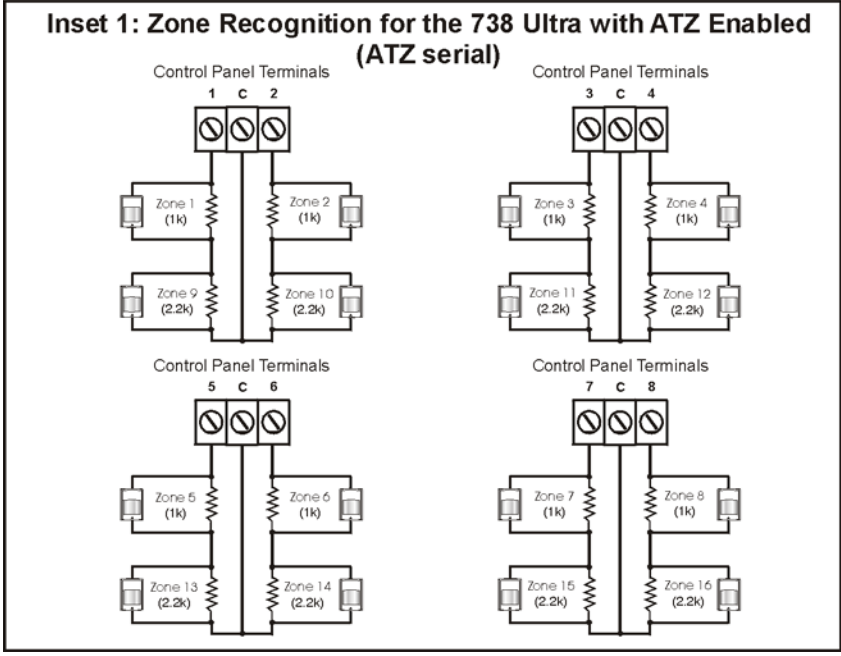 Inset 1: Zone Recognition for the 738 Ultra with ATZ Enabled
(ATZ serial)
Control Panel Terminals
1 C 2
Zone 1
(1k)
Zone 2
(1k)
Zone 9
(2.2k)
Zone 10
(2.2k)
Control Panel Terminals
3 C 4
Zone 3
(1k)
Zone 4
(1k)
Zone 11
(2.2k)
Zone 12
(2.2k)
Control Panel Terminals
5 C 6
Zone 5
(1k)
Zone 6
(1k)
Zone 13
(2.2k)
Zone 14
(2.2k)
Control Panel Terminals
7 C 8
Zone 7
(1k)
Zone 8
(1k)
Zone 15
(2.2k)
Zone 16
(2.2k)